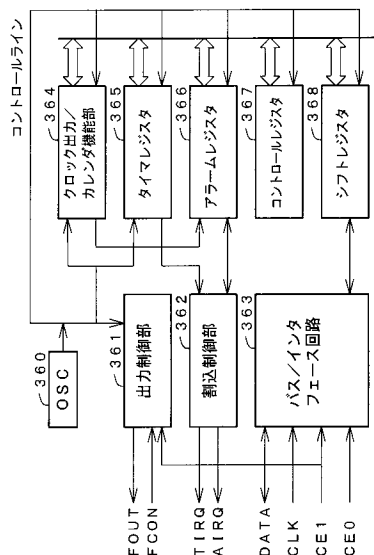 コントロールライン
364
クロック出力/
カレンダ機能部
365
タイマレジスタ
366
アラームレジスタ
367
コントロールレジスタ
368
シフトレジスタ
360
OSC
361
出力制御部
362
割込制御部
363
バス/インタ
フェース回路
FOUT
FCON
TIRQ
AIRQ
DATA
CLK
CE1
CE0